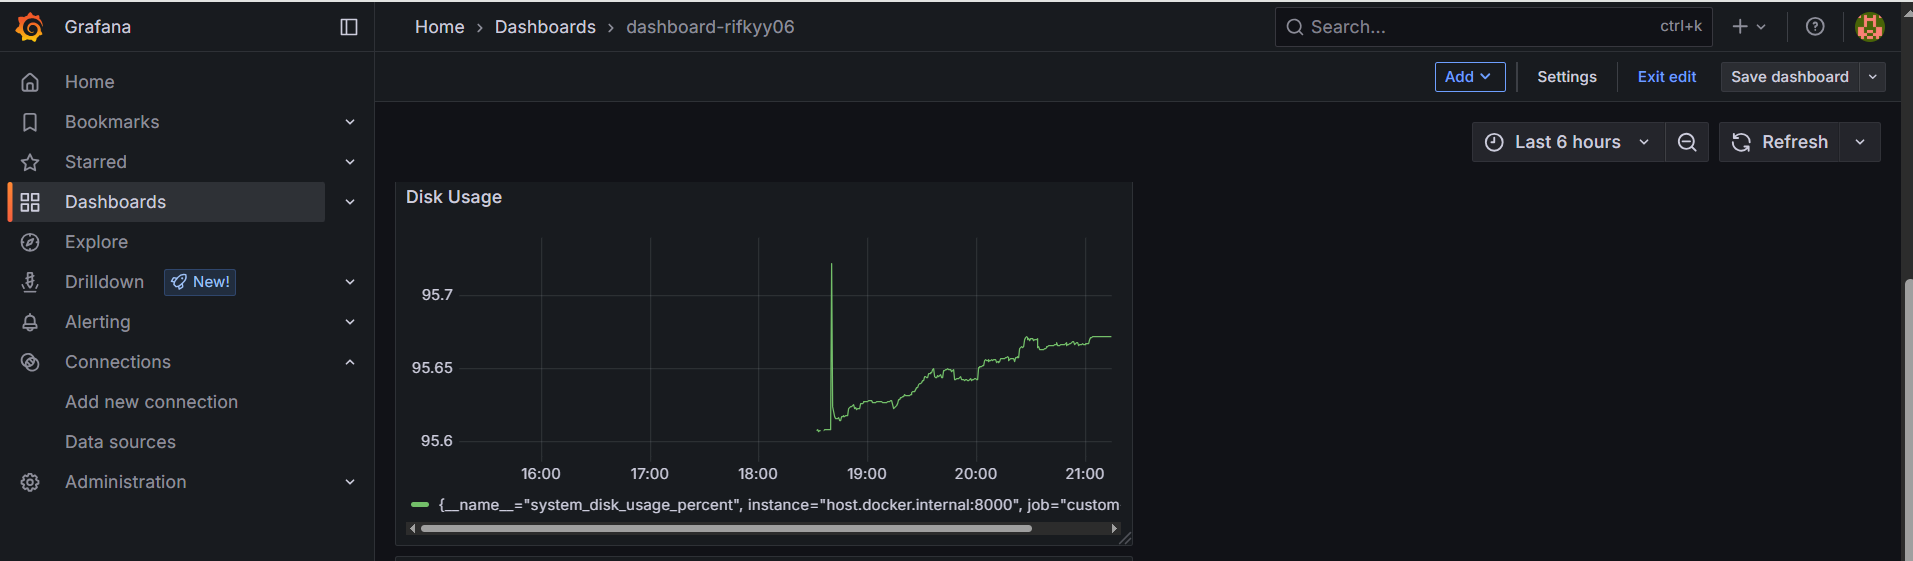 Grafana
Home › Dashboards › dashboard-rifkyy06
Search... ctrl+k
Add Settings Exit edit Save dashboard
Home
Bookmarks
Starred
Dashboards
Explore
Drilldown New!
Alerting
Connections
Add new connection
Data sources
Administration
Last 6 hours Refresh
Disk Usage
95.7
95.65
95.6
16:00 17:00 18:00 19:00 20:00 21:00
{__name__="system_disk_usage_percent", instance="host.docker.internal:8000", job="custom